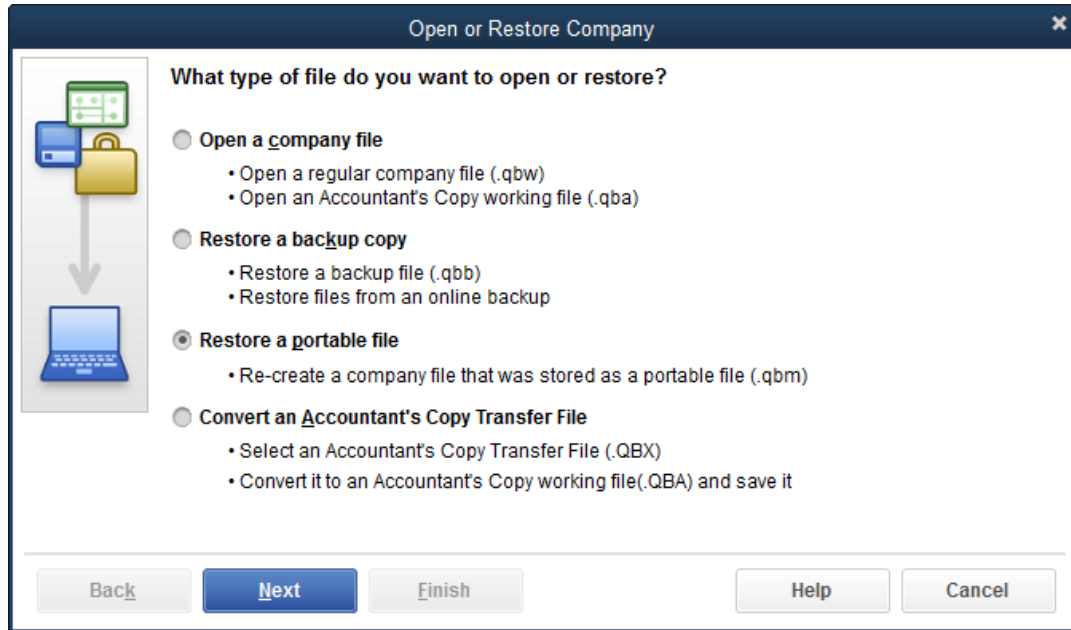 Open or Restore Company
What type of file do you want to open or restore?
Open a company file
• Open a regular company file (.qbw)
• Open an Accountant's Copy working file (.qba)
Restore a backup copy
• Restore a backup file (.qbb)
• Restore files from an online backup
Restore a portable file
• Re-create a company file that was stored as a portable file (.qbm)
Convert an Accountant's Copy Transfer File
• Select an Accountant's Copy Transfer File (.QBX)
• Convert it to an Accountant's Copy working file(.QBA) and save it
Back Next Finish Help Cancel